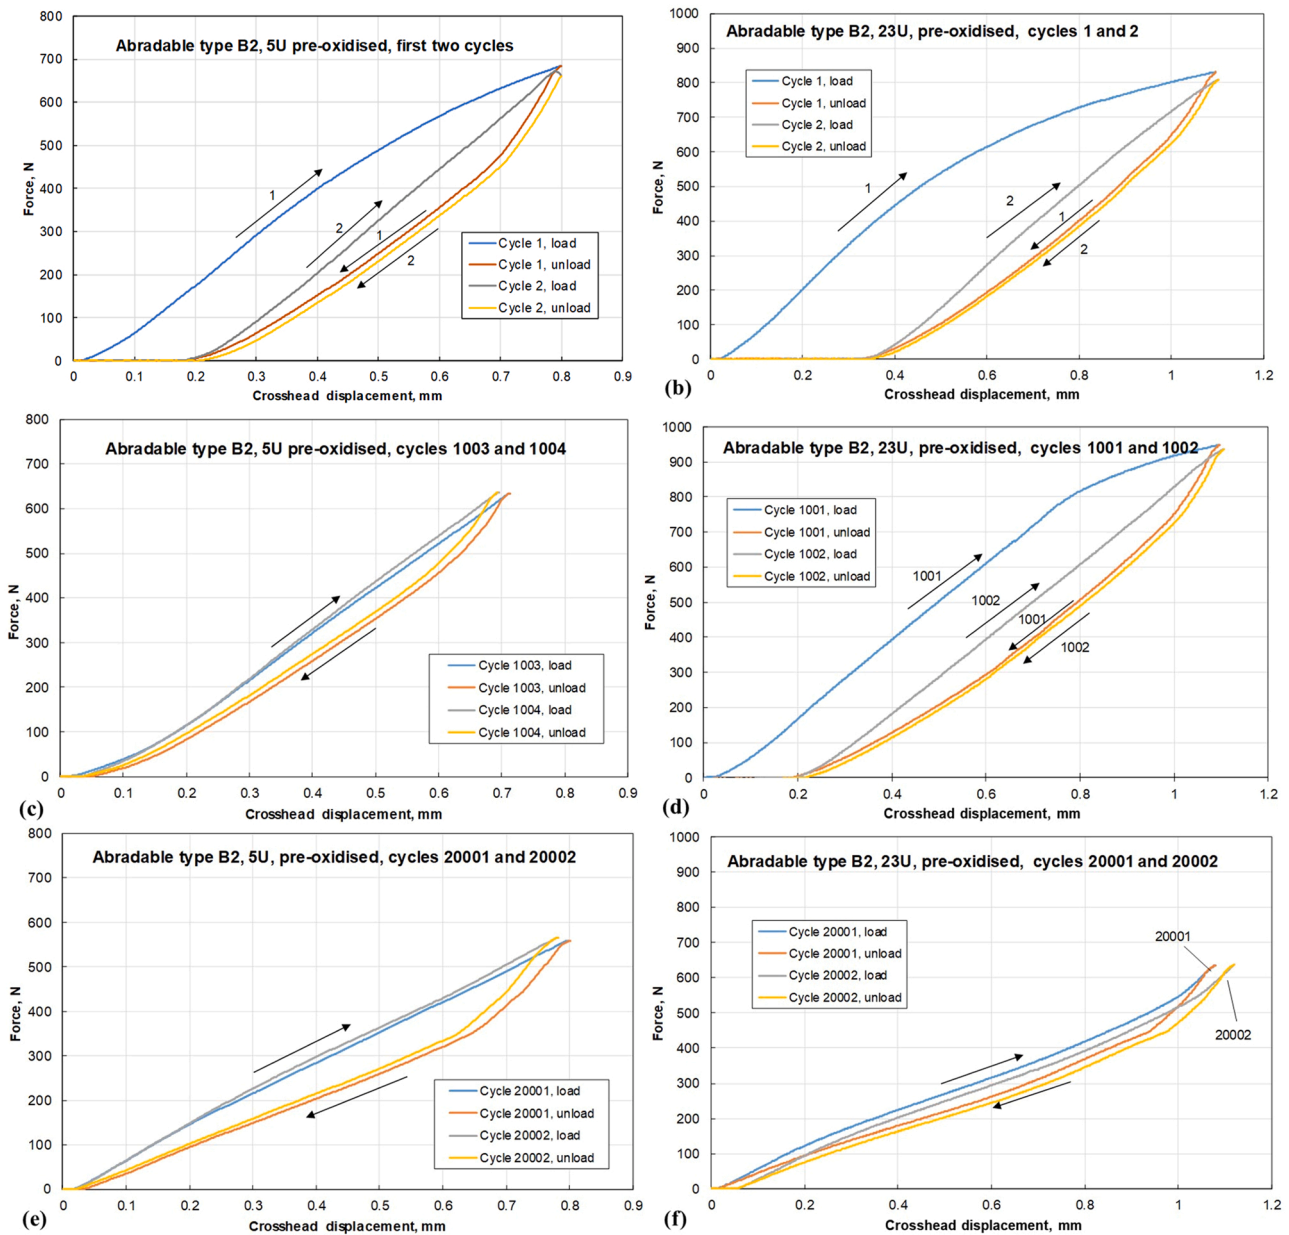 Abradable type B2, 5U pre-oxidised, first two cycles
Force, N
800
700
600
500
400
300
200
100
0
1
2
1
2
Cycle 1, load
Cycle 1, unload
Cycle 2, load
Cycle 2, unload
0 0.1 0.2 0.3 0.4 0.5 0.6 0.7 0.8 0.9
Crosshead displacement, mm
Abradable type B2, 23U, pre-oxidised, cycles 1 and 2
Force, N
1000
900
800
700
600
500
400
300
200
100
0
Cycle 1, load
Cycle 1, unload
Cycle 2, load
Cycle 2, unload
1
2
1
2
0 0.2 0.4 0.6 0.8 1 1.2
Crosshead displacement, mm
(b)
Abradable type B2, 5U pre-oxidised, cycles 1003 and 1004
Force, N
800
700
600
500
400
300
200
100
0
Cycle 1003, load
Cycle 1003, unload
Cycle 1004, load
Cycle 1004, unload
0 0.1 0.2 0.3 0.4 0.5 0.6 0.7 0.8 0.9
Crosshead displacement, mm
(c)
Abradable type B2, 23U, pre-oxidised, cycles 1001 and 1002
Force, N
1000
900
800
700
600
500
400
300
200
100
0
Cycle 1001, load
Cycle 1001, unload
Cycle 1002, load
Cycle 1002, unload
1001
1002
1001
1002
0 0.2 0.4 0.6 0.8 1 1.2
Crosshead displacement, mm
(d)
Abradable type B2, 5U, pre-oxidised, cycles 20001 and 20002
Force, N
800
700
600
500
400
300
200
100
0
Cycle 20001, load
Cycle 20001, unload
Cycle 20002, load
Cycle 20002, unload
0 0.1 0.2 0.3 0.4 0.5 0.6 0.7 0.8 0.9
Crosshead displacement, mm
(e)
Abradable type B2, 23U, pre-oxidised, cycles 20001 and 20002
Force, N
1000
900
800
700
600
500
400
300
200
100
0
Cycle 20001, load
Cycle 20001, unload
Cycle 20002, load
Cycle 20002, unload
20001
20002
0 0.2 0.4 0.6 0.8 1 1.2
Crosshead displacement, mm
(f)